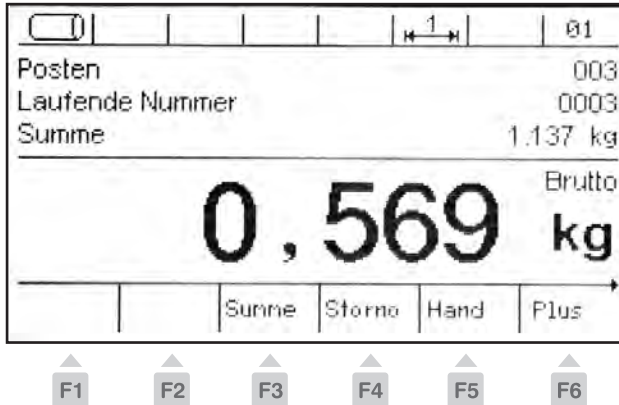 1 01
Posten 003
Laufende Nummer 0003
Summe 1.137 kg
Brutto
0,569 kg
Summe Storno Hand Plus
F1 F2 F3 F4 F5 F6